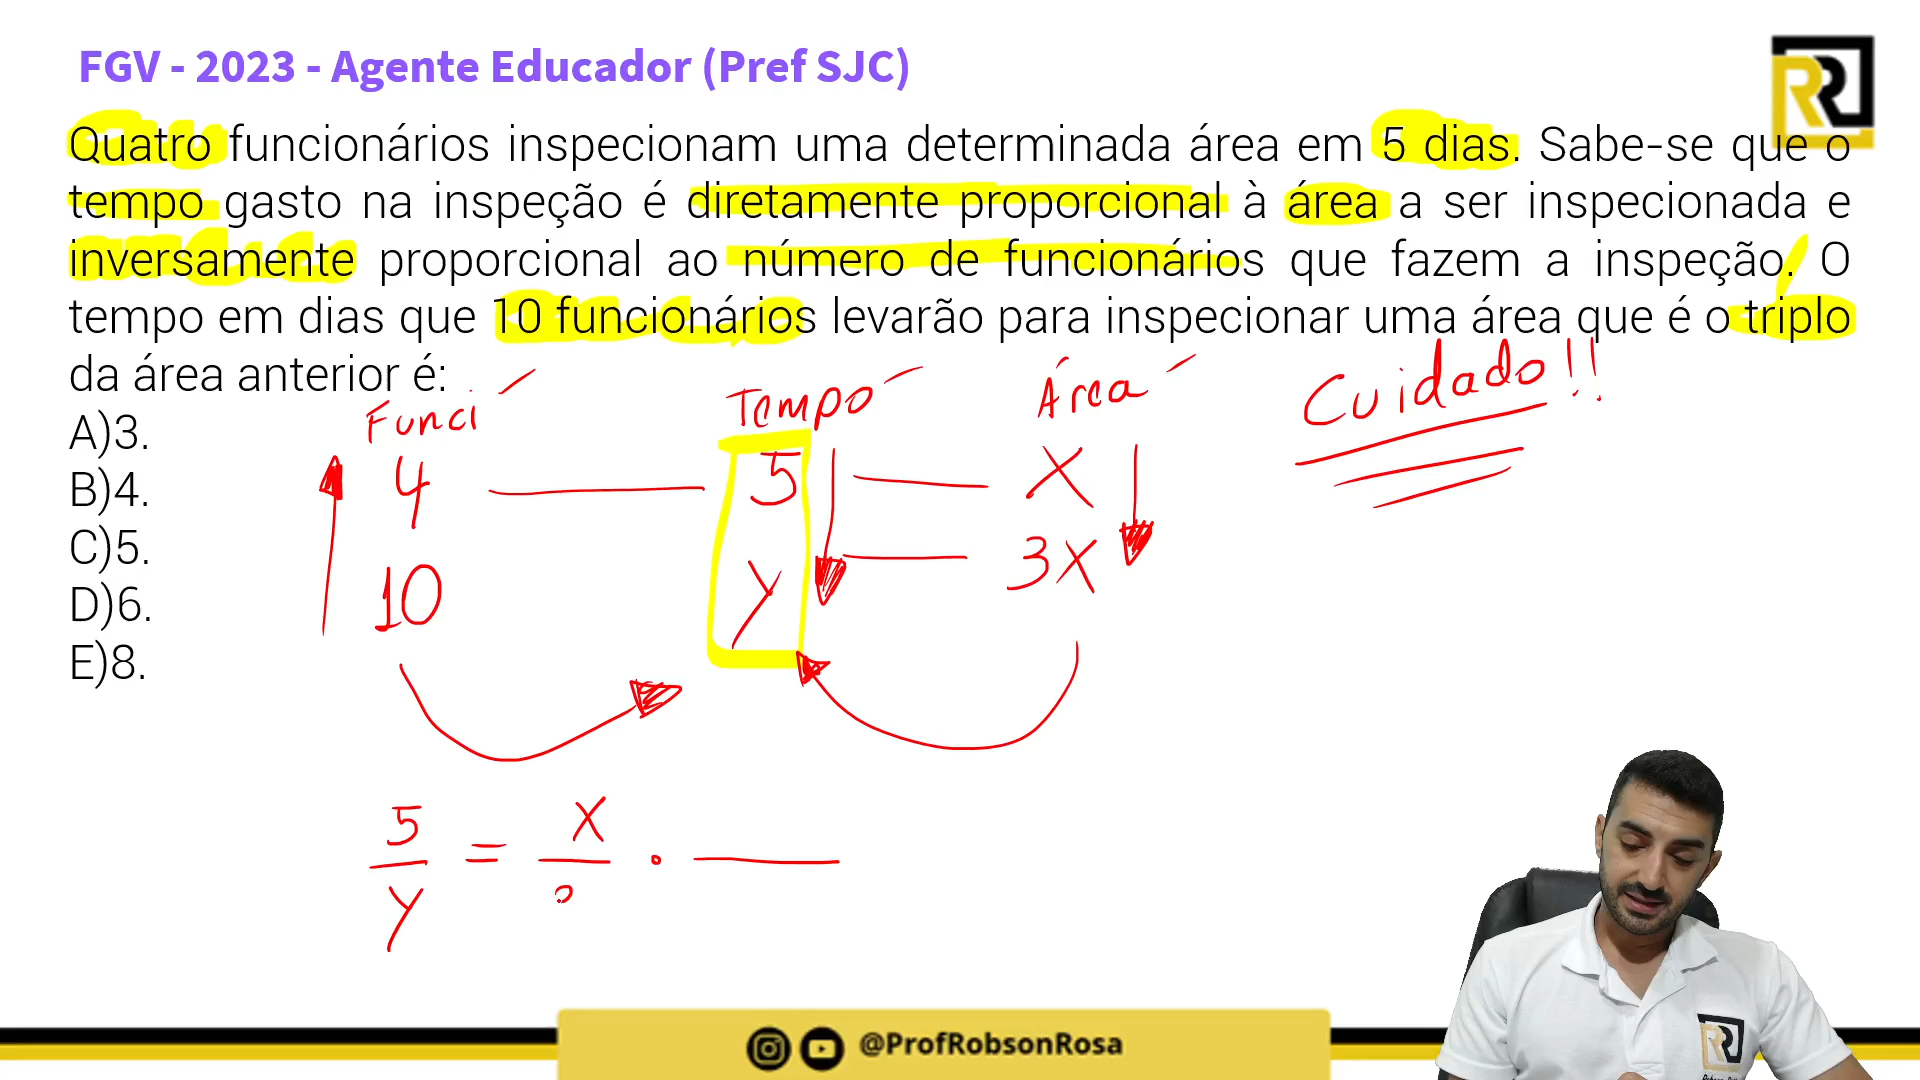 FGV - 2023 - Agente Educador (Pref SJC)
Quatro funcionários inspecionam uma determinada área em 5 dias. Sabe-se que o
tempo gasto na inspeção é diretamente proporcional à área a ser inspecionada e
inversamente proporcional ao número de funcionários que fazem a inspeção. O
tempo em dias que 10 funcionários levarão para inspecionar uma área que é o triplo
da área anterior é:
A)3.
B)4.
C)5.
D)6.
E)8.
Funci Tempo Área Cuidado!!
4 5 X
10 y 3X
5 = X .
y
@ProfRobsonRosa